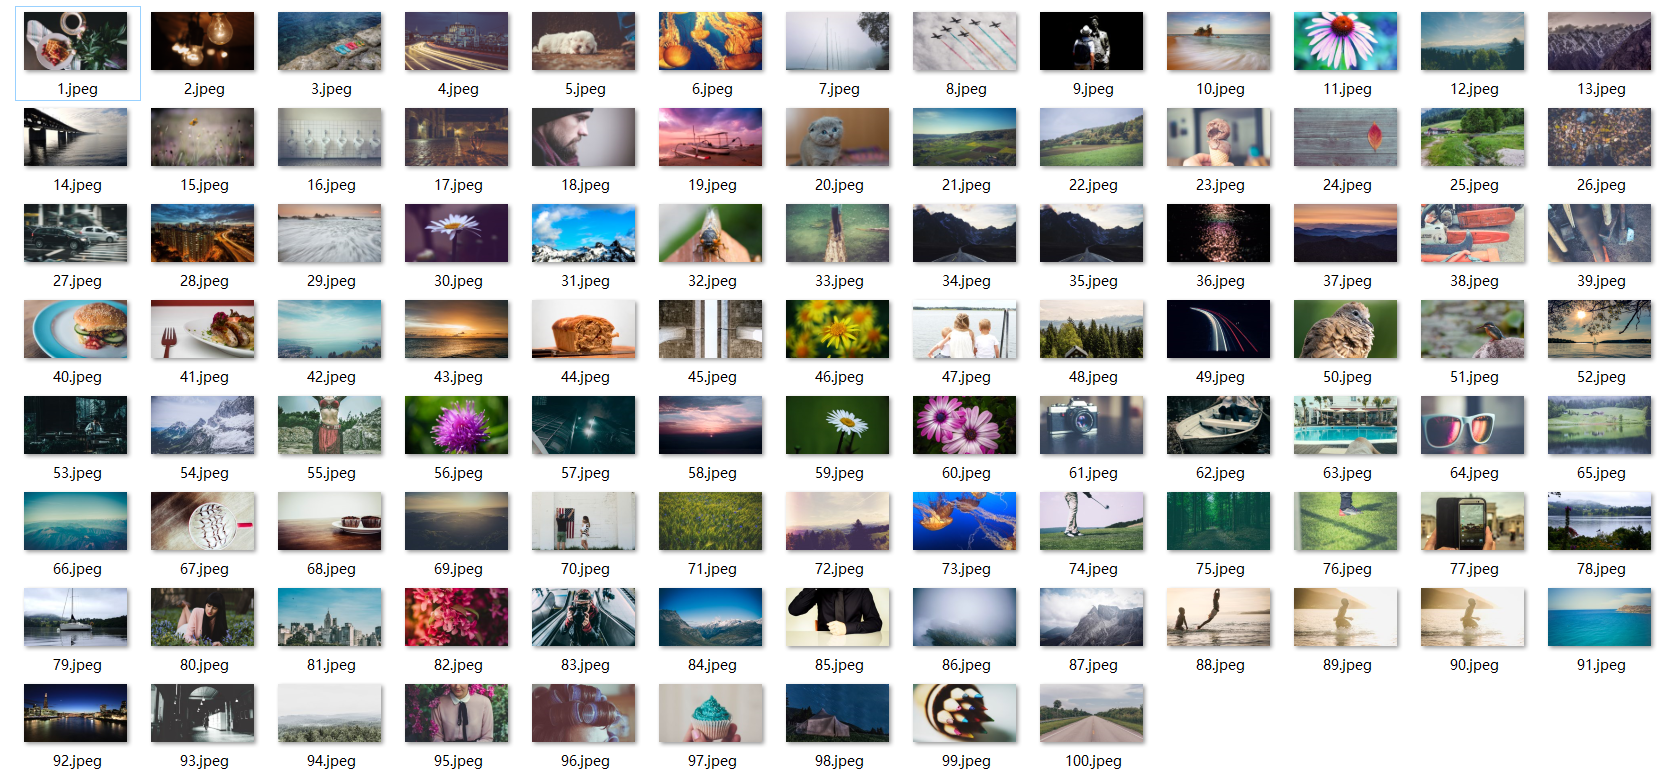 1.jpeg 2.jpeg 3.jpeg 4.jpeg 5.jpeg 6.jpeg 7.jpeg 8.jpeg 9.jpeg 10.jpeg 11.jpeg 12.jpeg 13.jpeg
14.jpeg 15.jpeg 16.jpeg 17.jpeg 18.jpeg 19.jpeg 20.jpeg 21.jpeg 22.jpeg 23.jpeg 24.jpeg 25.jpeg 26.jpeg
27.jpeg 28.jpeg 29.jpeg 30.jpeg 31.jpeg 32.jpeg 33.jpeg 34.jpeg 35.jpeg 36.jpeg 37.jpeg 38.jpeg 39.jpeg
40.jpeg 41.jpeg 42.jpeg 43.jpeg 44.jpeg 45.jpeg 46.jpeg 47.jpeg 48.jpeg 49.jpeg 50.jpeg 51.jpeg 52.jpeg
53.jpeg 54.jpeg 55.jpeg 56.jpeg 57.jpeg 58.jpeg 59.jpeg 60.jpeg 61.jpeg 62.jpeg 63.jpeg 64.jpeg 65.jpeg
66.jpeg 67.jpeg 68.jpeg 69.jpeg 70.jpeg 71.jpeg 72.jpeg 73.jpeg 74.jpeg 75.jpeg 76.jpeg 77.jpeg 78.jpeg
79.jpeg 80.jpeg 81.jpeg 82.jpeg 83.jpeg 84.jpeg 85.jpeg 86.jpeg 87.jpeg 88.jpeg 89.jpeg 90.jpeg 91.jpeg
92.jpeg 93.jpeg 94.jpeg 95.jpeg 96.jpeg 97.jpeg 98.jpeg 99.jpeg 100.jpeg